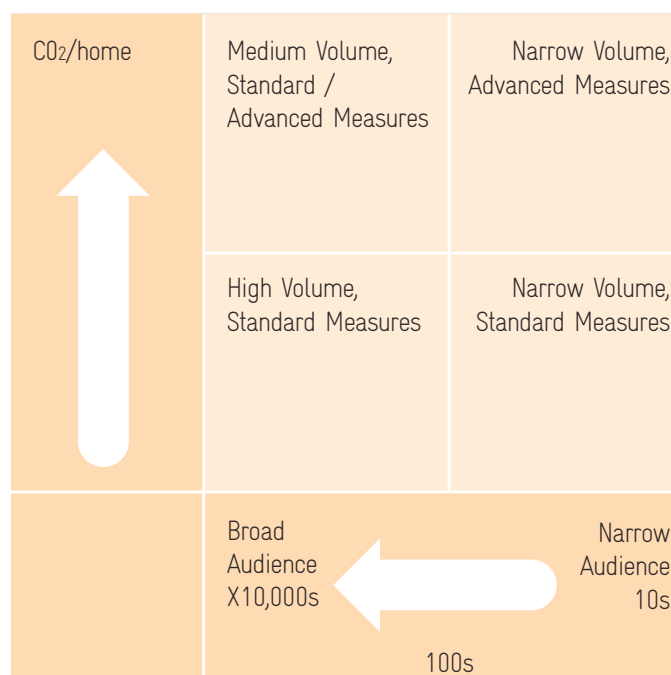 CO2/home
Medium Volume,
Standard /
Advanced Measures
Narrow Volume,
Advanced Measures
High Volume,
Standard Measures
Narrow Volume,
Standard Measures
Broad
Audience
X10,000s
Narrow
Audience
10s
100s